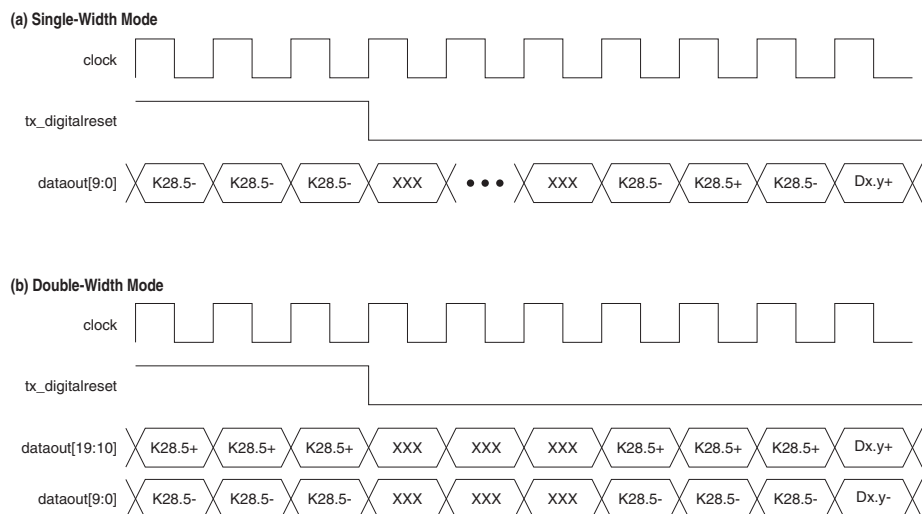 (a) Single-Width Mode
clock
tx_digitalreset
dataout[9:0] K28.5- K28.5- K28.5- XXX • • • XXX K28.5- K28.5+ K28.5- Dx.y+
(b) Double-Width Mode
clock
tx_digitalreset
dataout[19:10] K28.5+ K28.5+ K28.5+ XXX XXX XXX K28.5+ K28.5+ K28.5+ Dx.y+
dataout[9:0] K28.5- K28.5- K28.5- XXX XXX XXX K28.5- K28.5- K28.5- Dx.y-